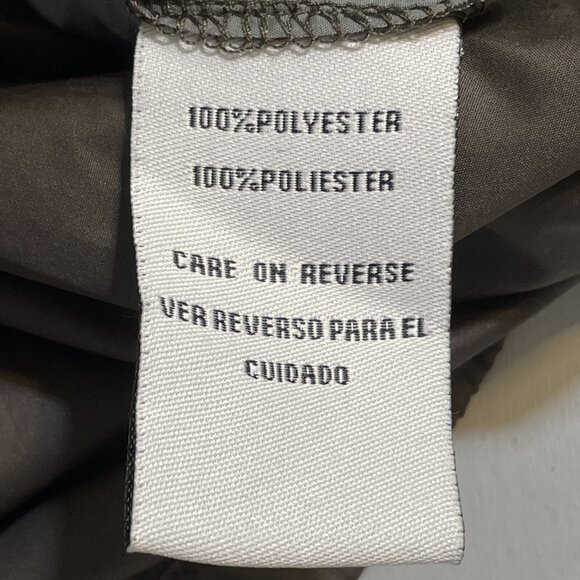 100%POLYESTER
100%POLIESTER
CARE ON REVERSE
VER REVERSO PARA EL
CUIDADO